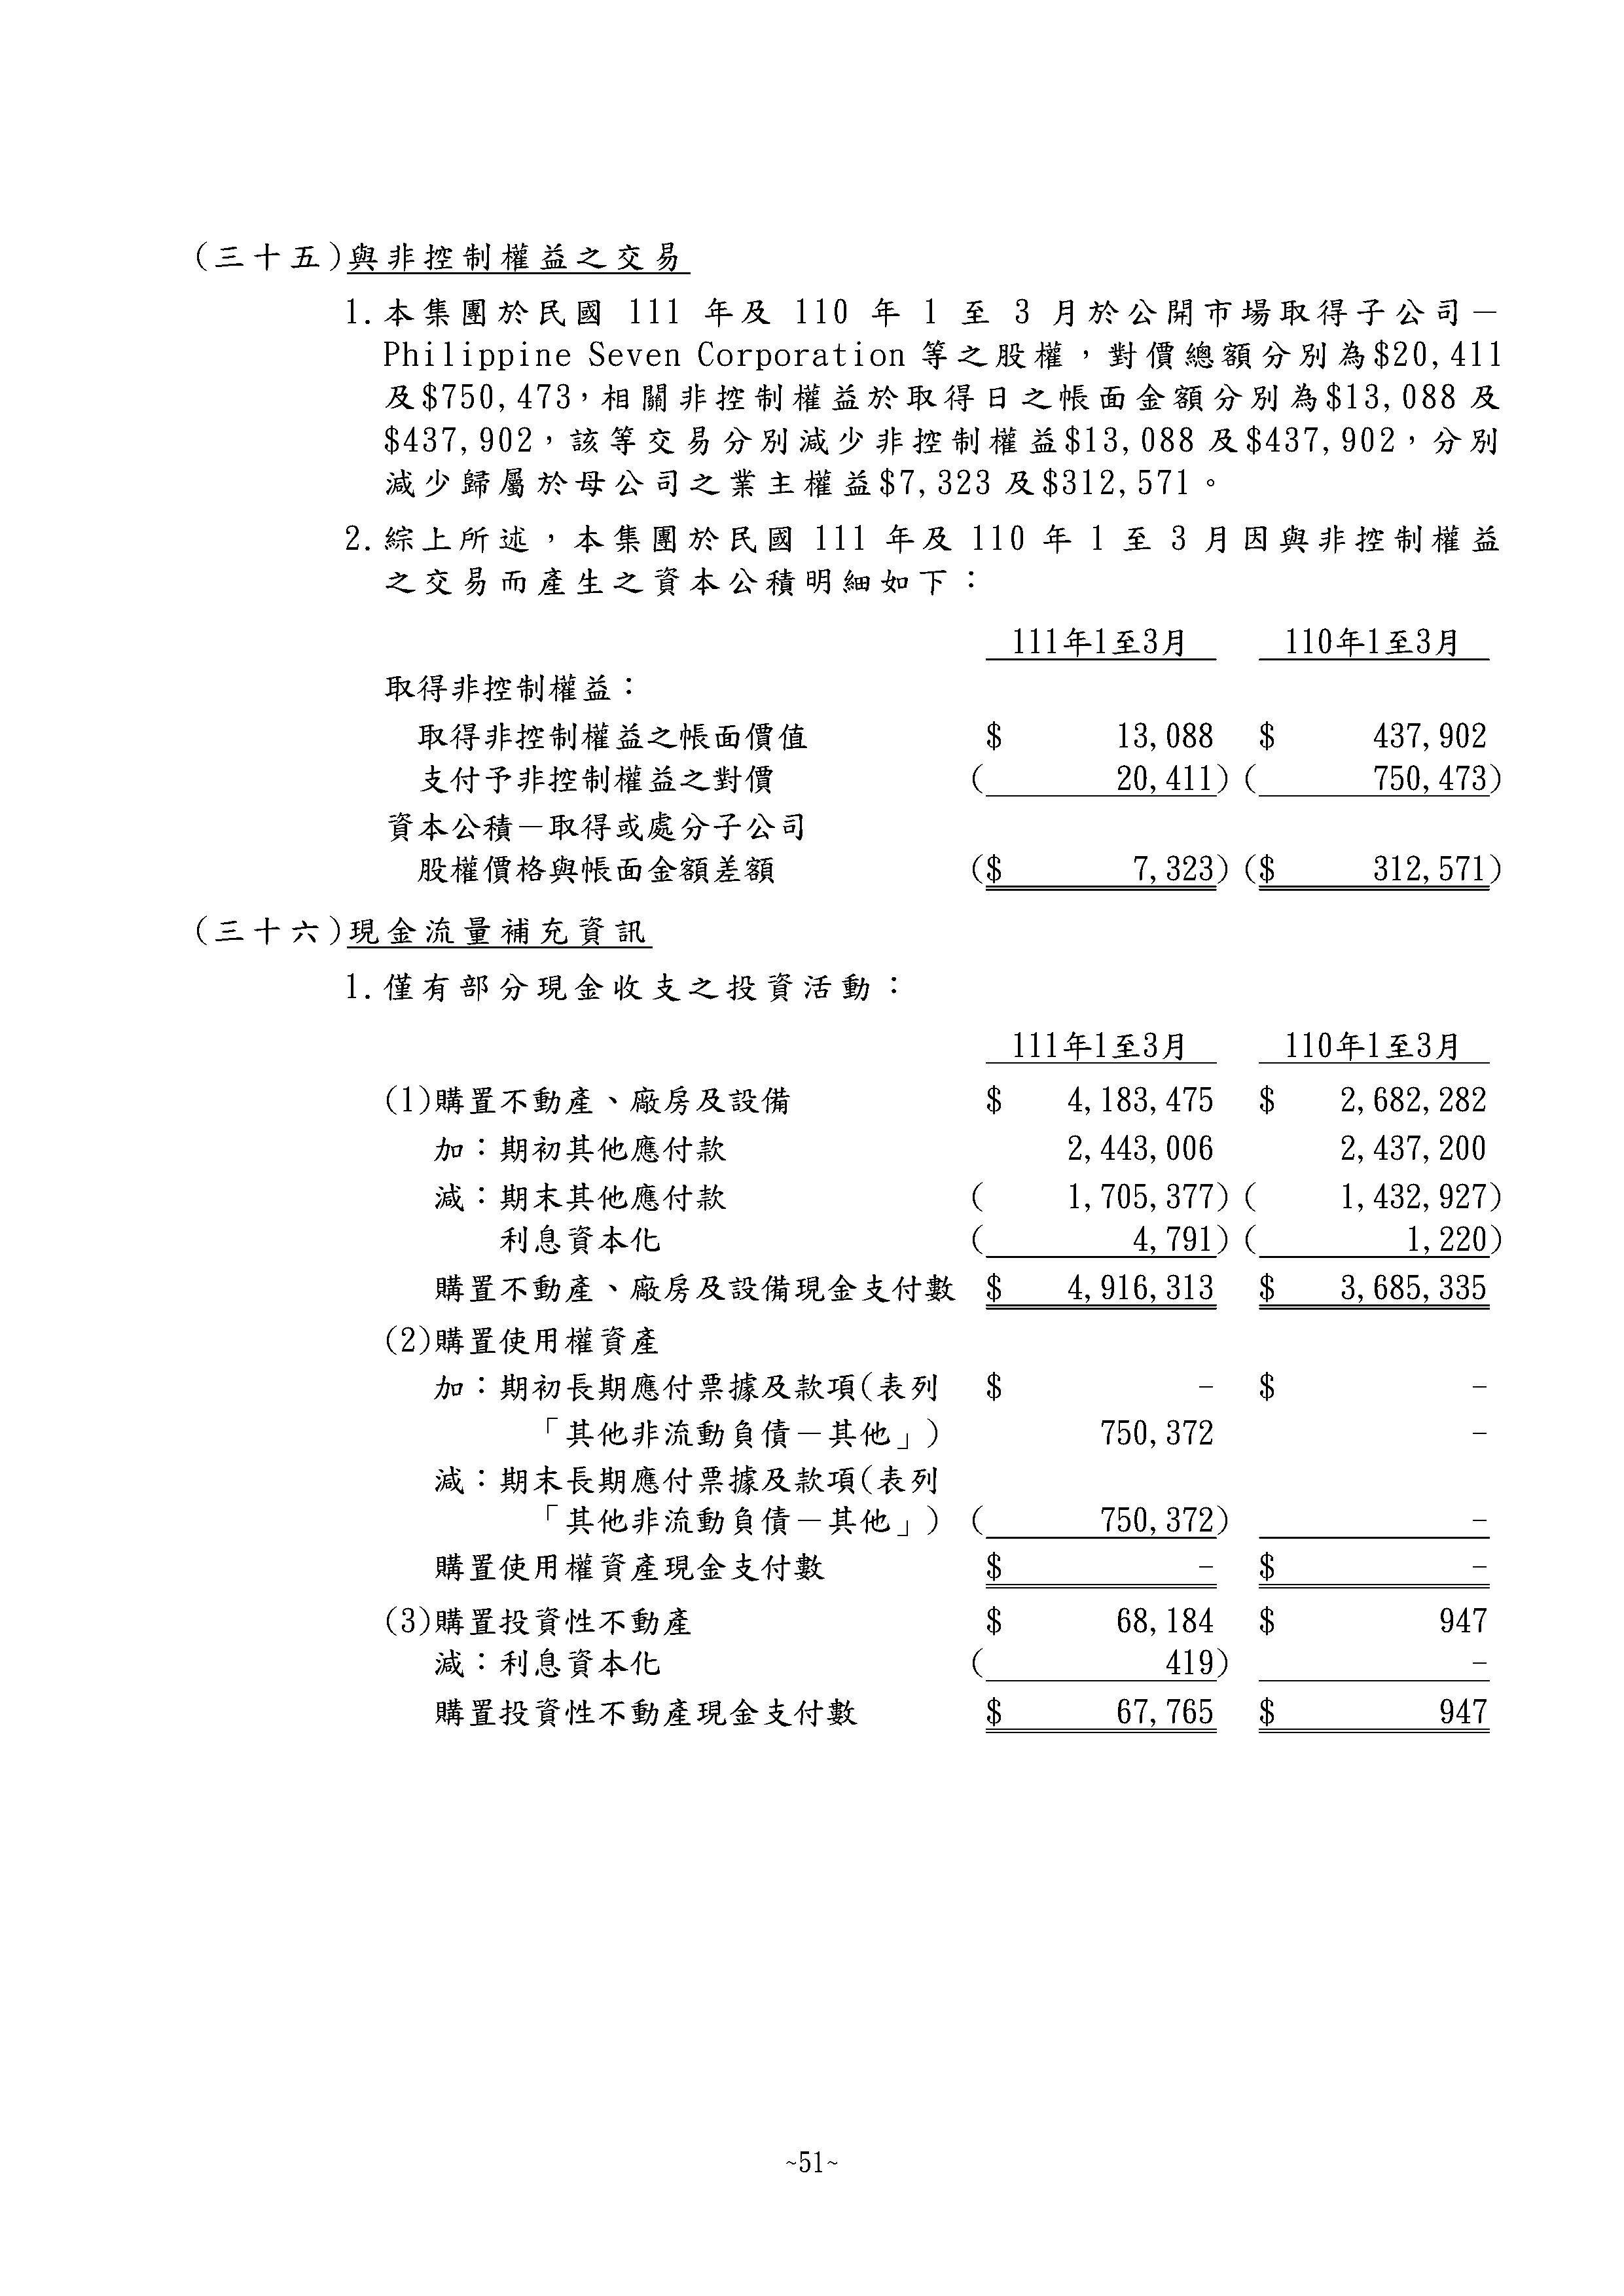 (三十五)與非控制權益之交易
1.本集團於民國 111 年及 110 年 1 至 3 月於公開市場取得子公司－
Philippine Seven Corporation 等之股權，對價總額分別為$20,411
及$750,473，相關非控制權益於取得日之帳面金額分別為$13,088 及
$437,902，該等交易分別減少非控制權益$13,088 及$437,902，分別
減少歸屬於母公司之業主權益$7,323 及$312,571。
2.綜上所述，本集團於民國 111 年及 110 年 1 至 3 月因與非控制權益
之交易而產生之資本公積明細如下：
111年1至3月 110年1至3月
取得非控制權益：
取得非控制權益之帳面價值 $ 13,088 $ 437,902
支付予非控制權益之對價 ( 20,411) ( 750,473)
資本公積－取得或處分子公司
股權價格與帳面金額差額 ($ 7,323) ($ 312,571)
(三十六)現金流量補充資訊
1.僅有部分現金收支之投資活動：
111年1至3月 110年1至3月
(1)購置不動產、廠房及設備 $ 4,183,475 $ 2,682,282
加：期初其他應付款 2,443,006 2,437,200
減：期末其他應付款 ( 1,705,377) ( 1,432,927)
利息資本化 ( 4,791) ( 1,220)
購置不動產、廠房及設備現金支付數 $ 4,916,313 $ 3,685,335
(2)購置使用權資產
加：期初長期應付票據及款項(表列 $ - $ -
「其他非流動負債－其他」) 750,372 -
減：期末長期應付票據及款項(表列
「其他非流動負債－其他」) ( 750,372) -
購置使用權資產現金支付數 $ - $ -
(3)購置投資性不動產 $ 68,184 $ 947
減：利息資本化 ( 419) -
購置投資性不動產現金支付數 $ 67,765 $ 947
~51~